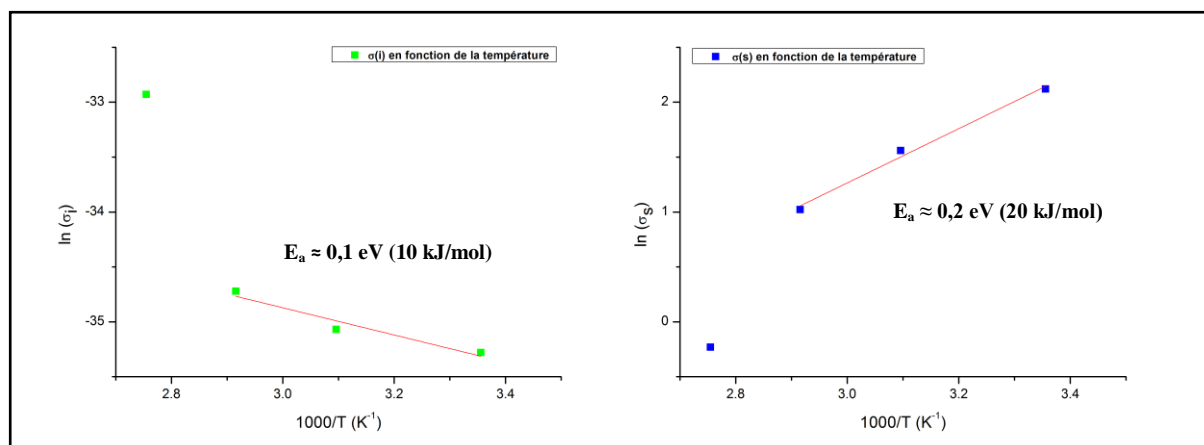 σ(i) en fonction de la température
-33
-34
-35
ln (σi)
Ea ≈ 0,1 eV (10 kJ/mol)
2.8 3.0 3.2 3.4
1000/T (K⁻¹)
σ(s) en fonction de la température
2
1
0
ln (σs)
Ea ≈ 0,2 eV (20 kJ/mol)
2.8 3.0 3.2 3.4
1000/T (K⁻¹)